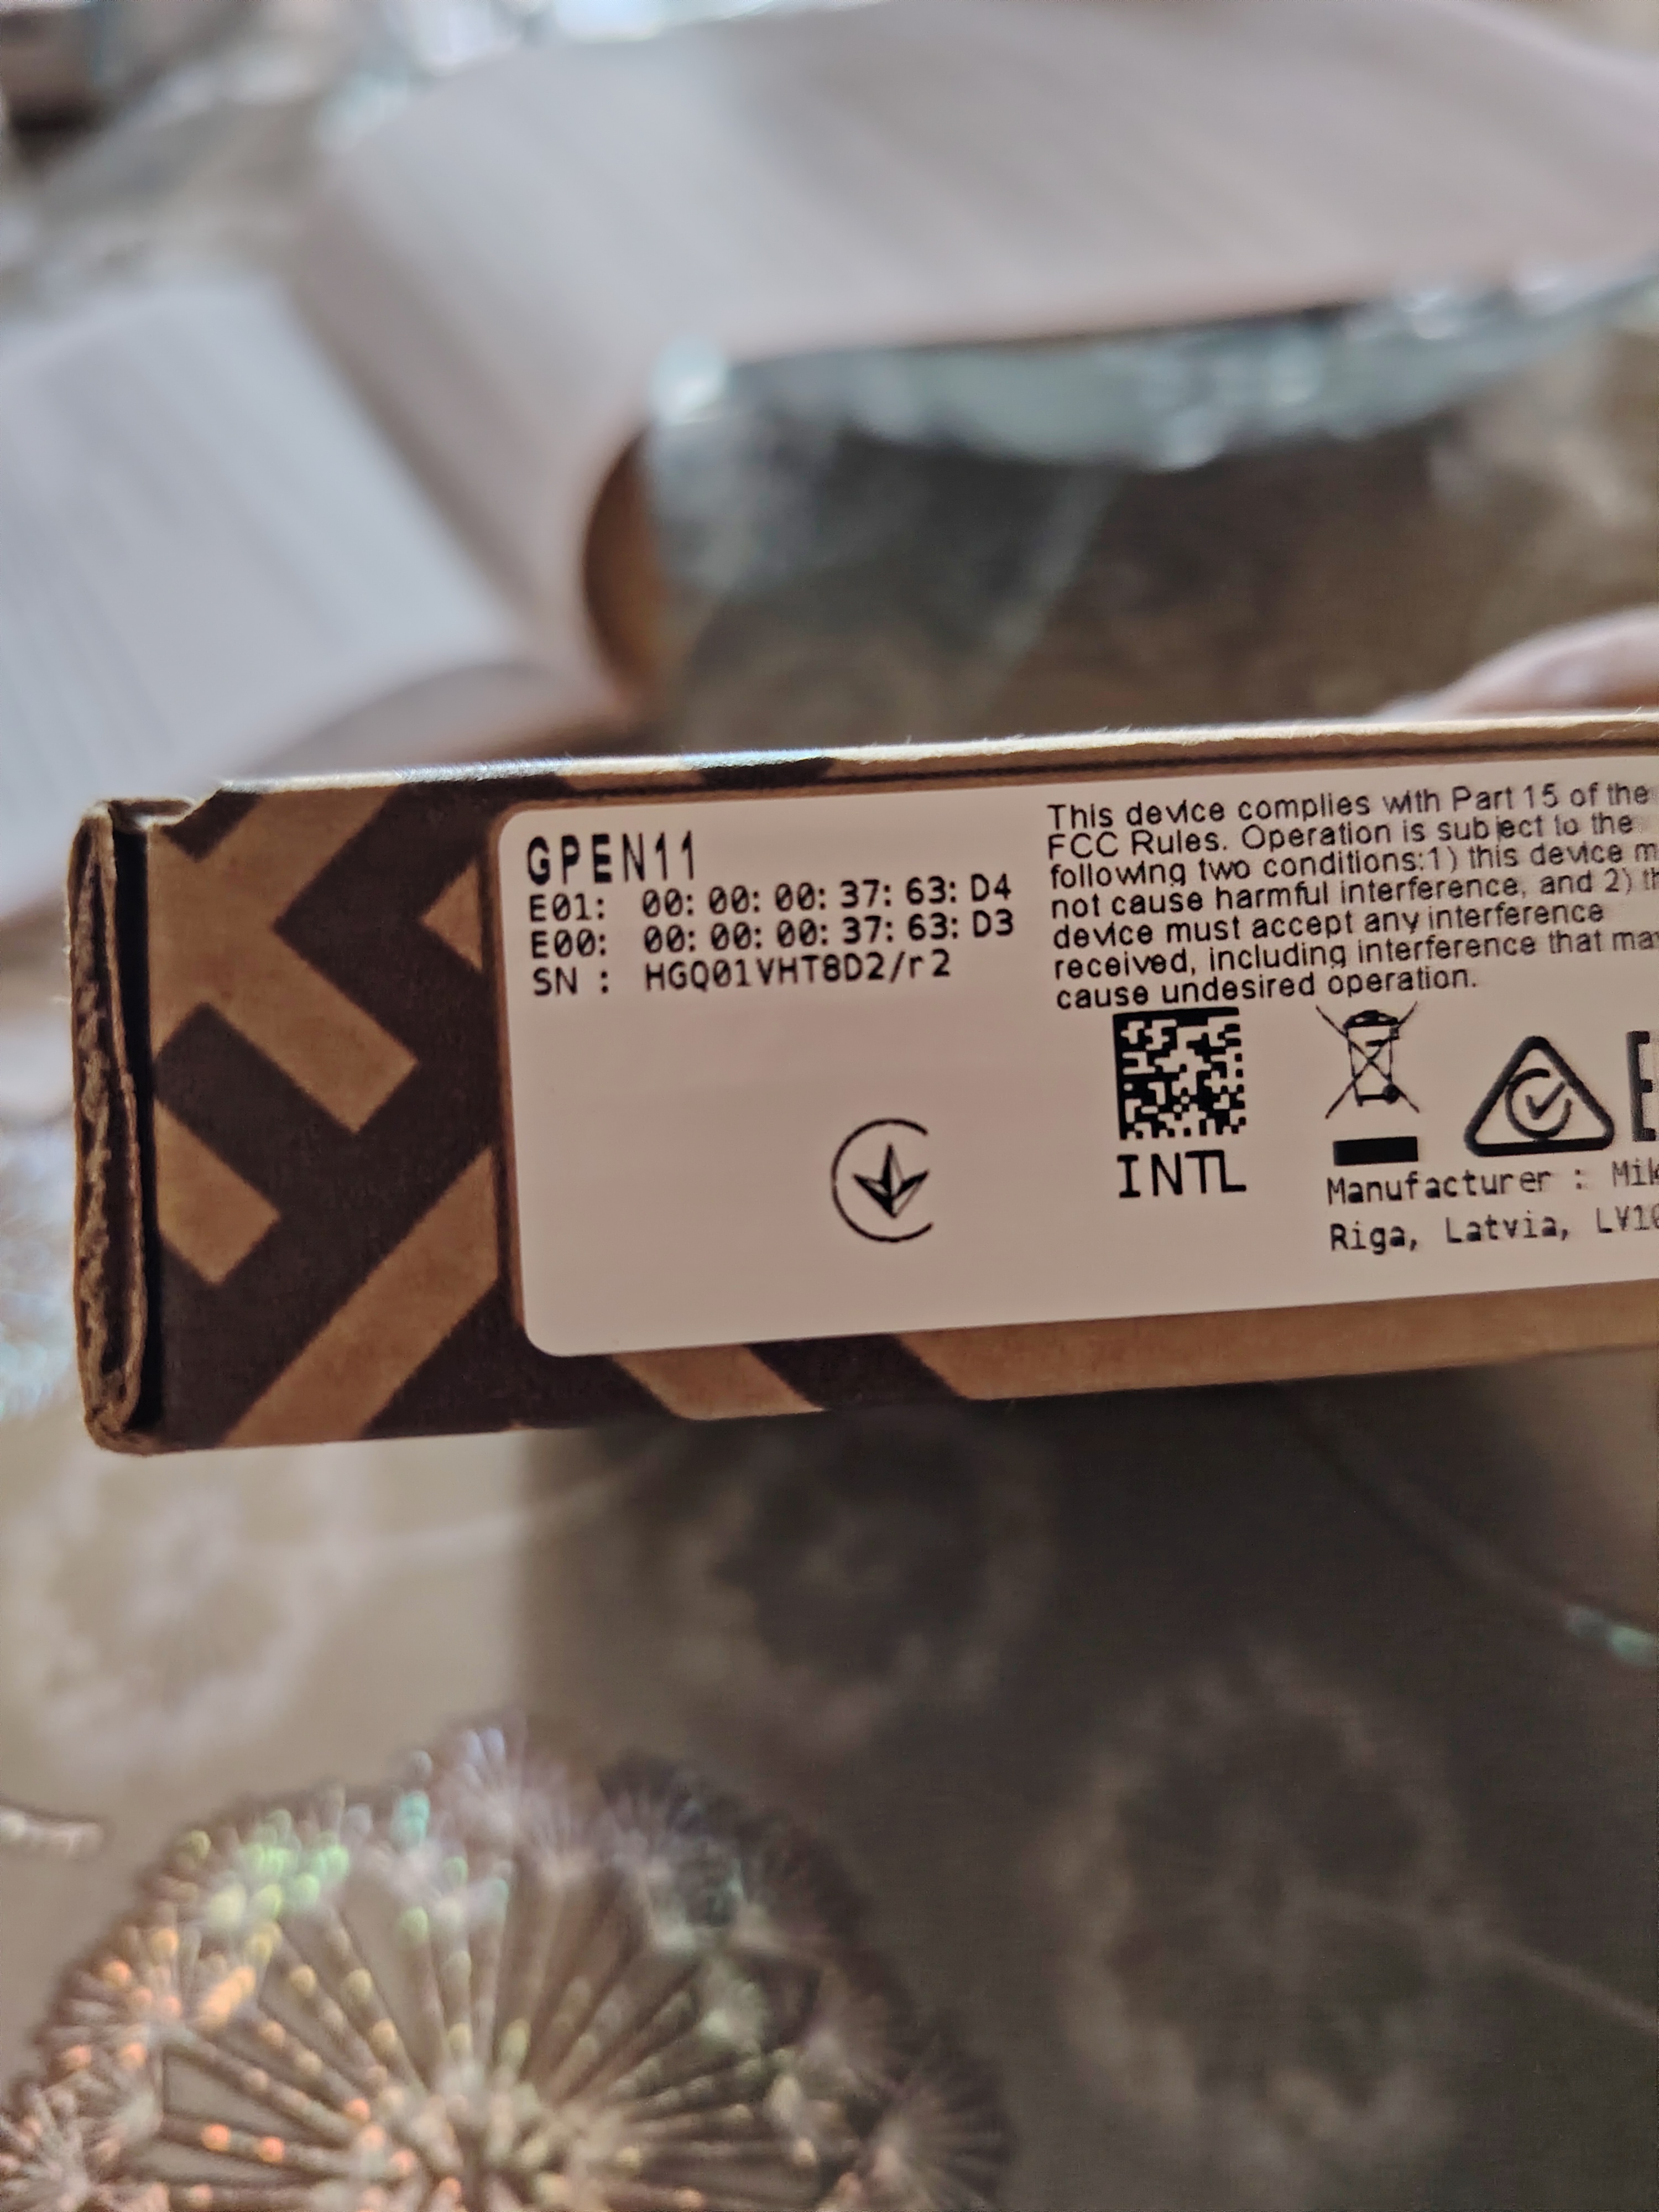 GPEN11
E01: 00: 00: 00: 37: 63: D4
E00: 00: 00: 00: 37: 63: D3
SN : HGQ01VHT8D2/r2
This device complies with Part 15 of the
FCC Rules. Operation is subject to the
following two conditions:1) this device
not cause harmful interference, and 2)
device must accept any interference
received, including interference that
cause undesired operation.
INTL
Manufacturer :
Riga, Latvia,